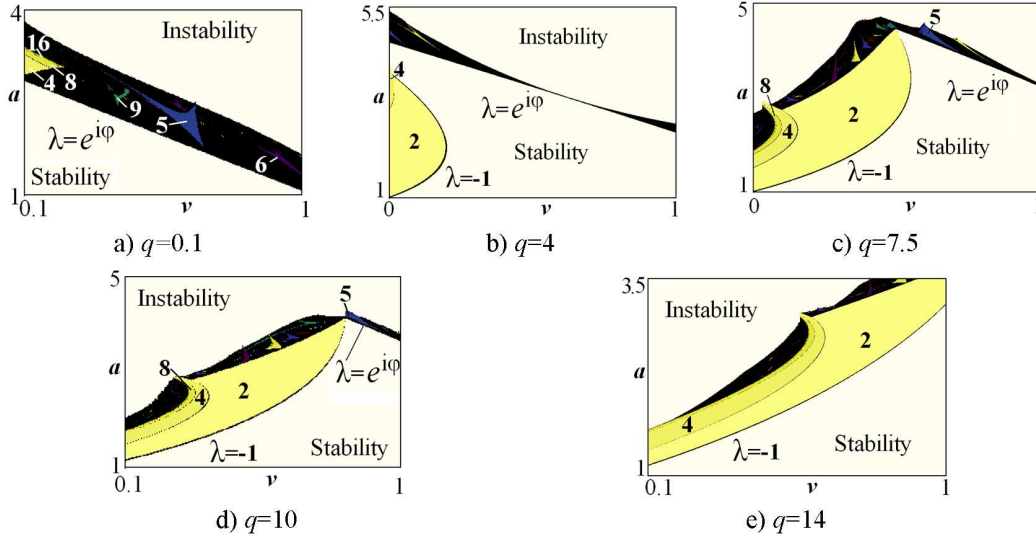 4
Instability
16
8
4
9
5
6
a
λ=e^iφ
Stability
1
0.1
v
1
a) q=0.1
5.5
Instability
4
a
2
λ=e^iφ
Stability
λ=-1
1
0
v
1
b) q=4
5
5
8
a
4
2
λ=e^iφ
Stability
λ=-1
1
0
v
c) q=7.5
5
Instability
5
a
8
4
2
λ=e^iφ
λ=-1
Stability
1
0.1
v
1
d) q=10
3.5
Instability
a
2
4
λ=-1
Stability
1
0.1
v
1
e) q=14